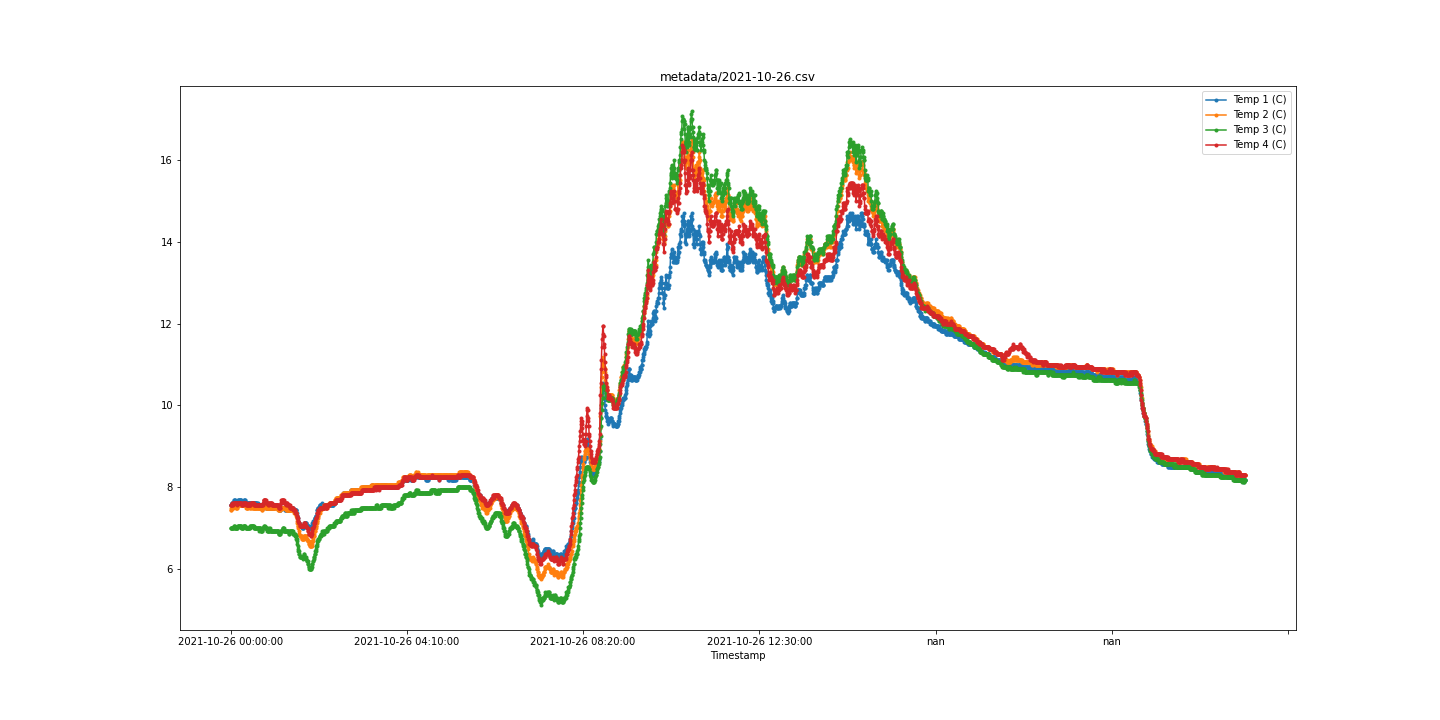 metadata/2021-10-26.csv
Temp 1 (C)
Temp 2 (C)
Temp 3 (C)
Temp 4 (C)
16
14
12
10
8
6
2021-10-26 00:00:00 2021-10-26 04:10:00 2021-10-26 08:20:00 2021-10-26 12:30:00 nan nan
Timestamp